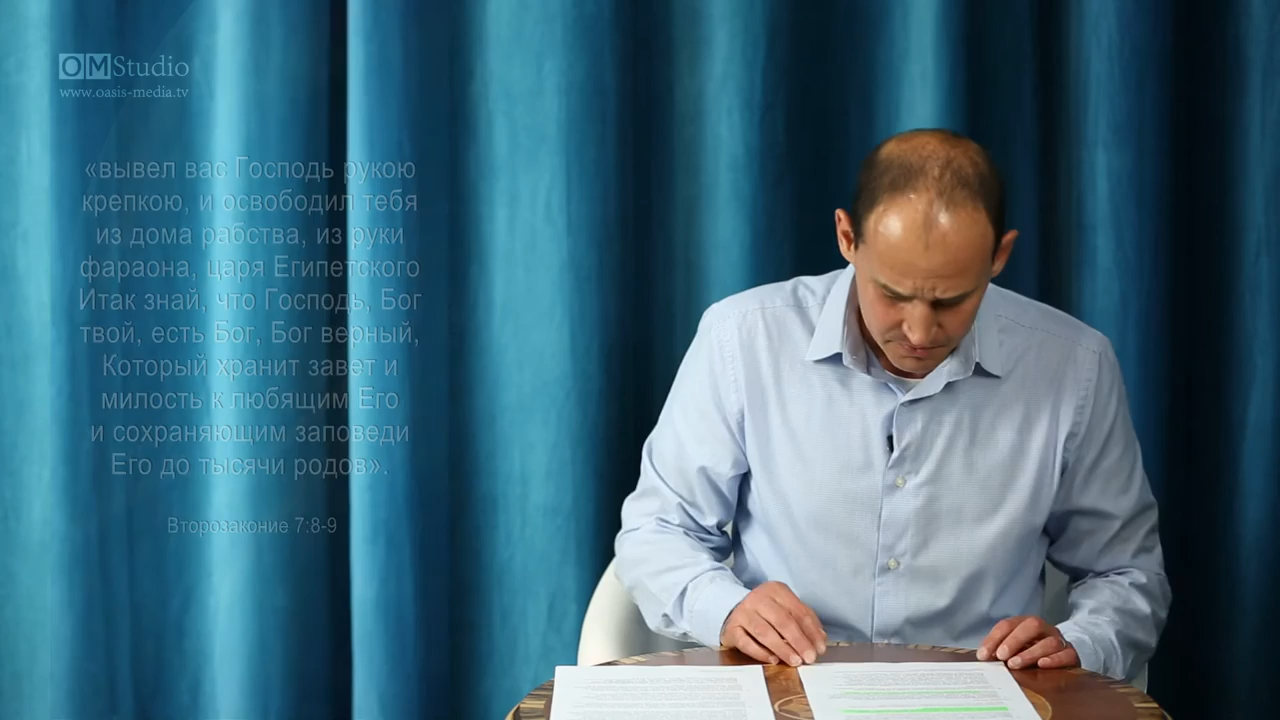 OMStudio
www.oasis-media.tv
«вывел вас Господь рукою
крепкою, и освободил тебя
из дома рабства, из руки
фараона, царя Египетского
Итак знай, что Господь, Бог
твой, есть Бог, Бог верный,
Который хранит завет и
милость к любящим Его
и сохраняющим заповеди
Его до тысячи родов».
Второзаконие 7:8-9